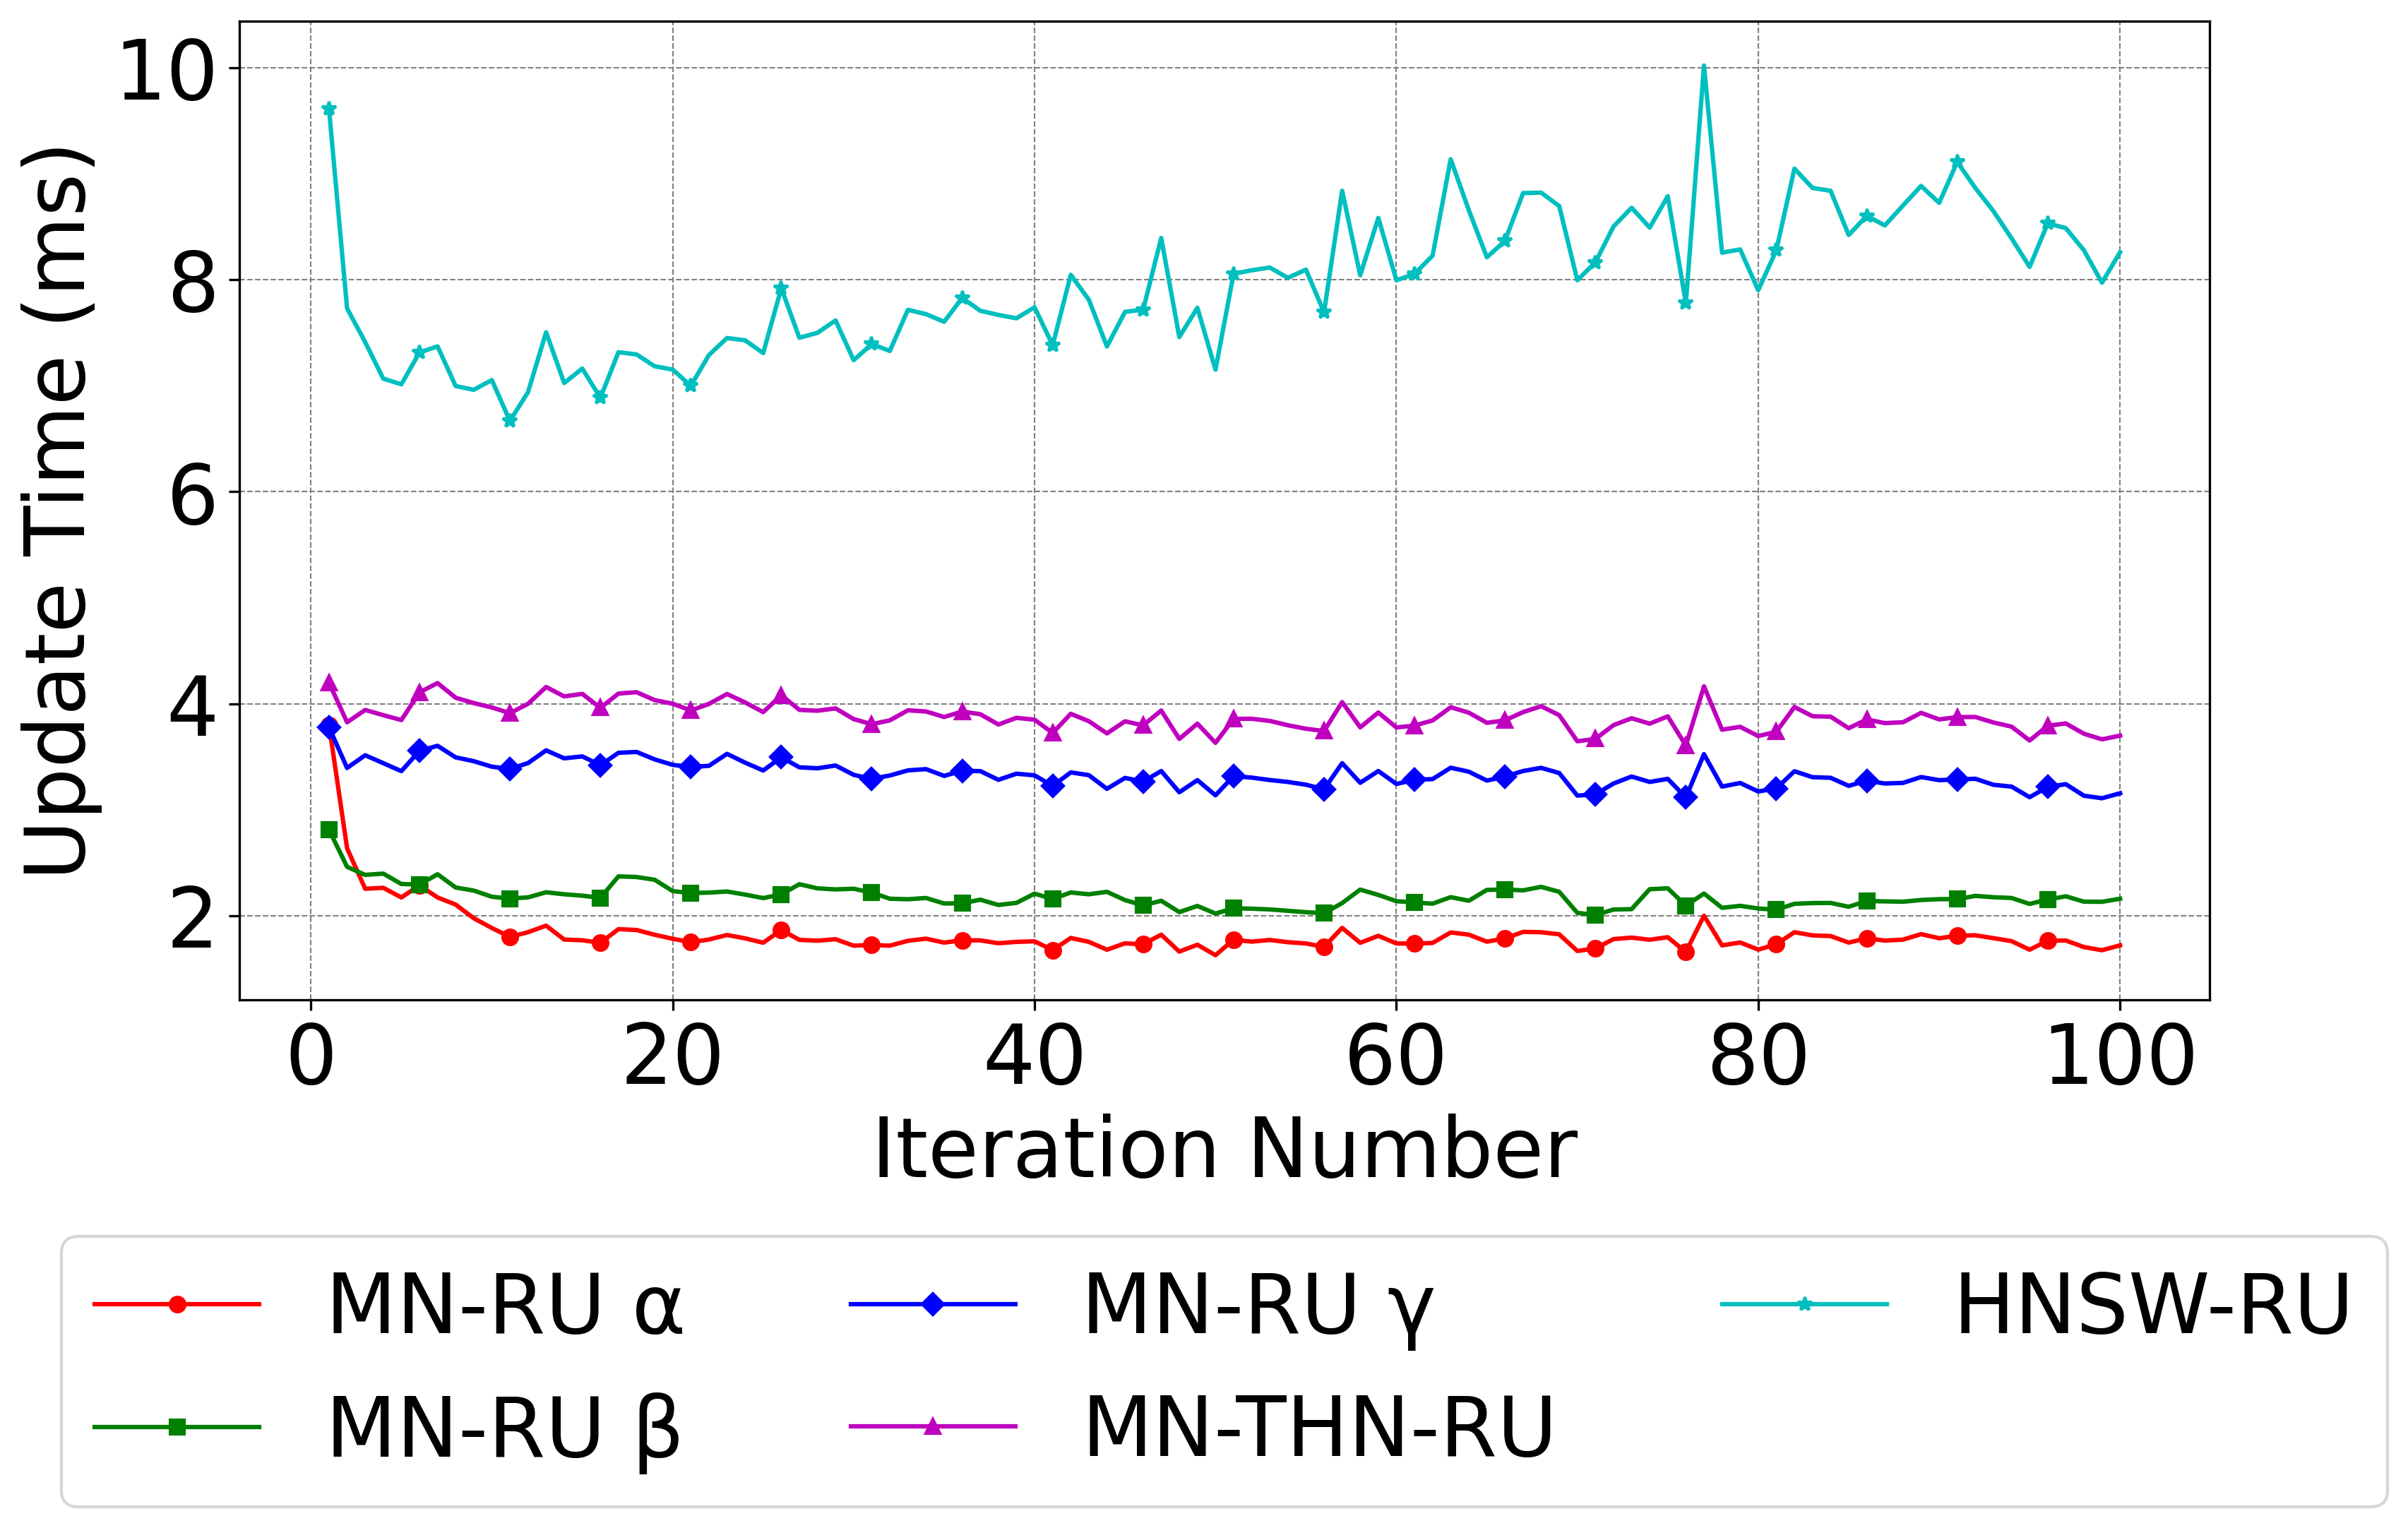 Update Time (ms)
10
8
6
4
2
0 20 40 60 80 100
Iteration Number
MN-RU α MN-RU γ HNSW-RU
MN-RU β MN-THN-RU